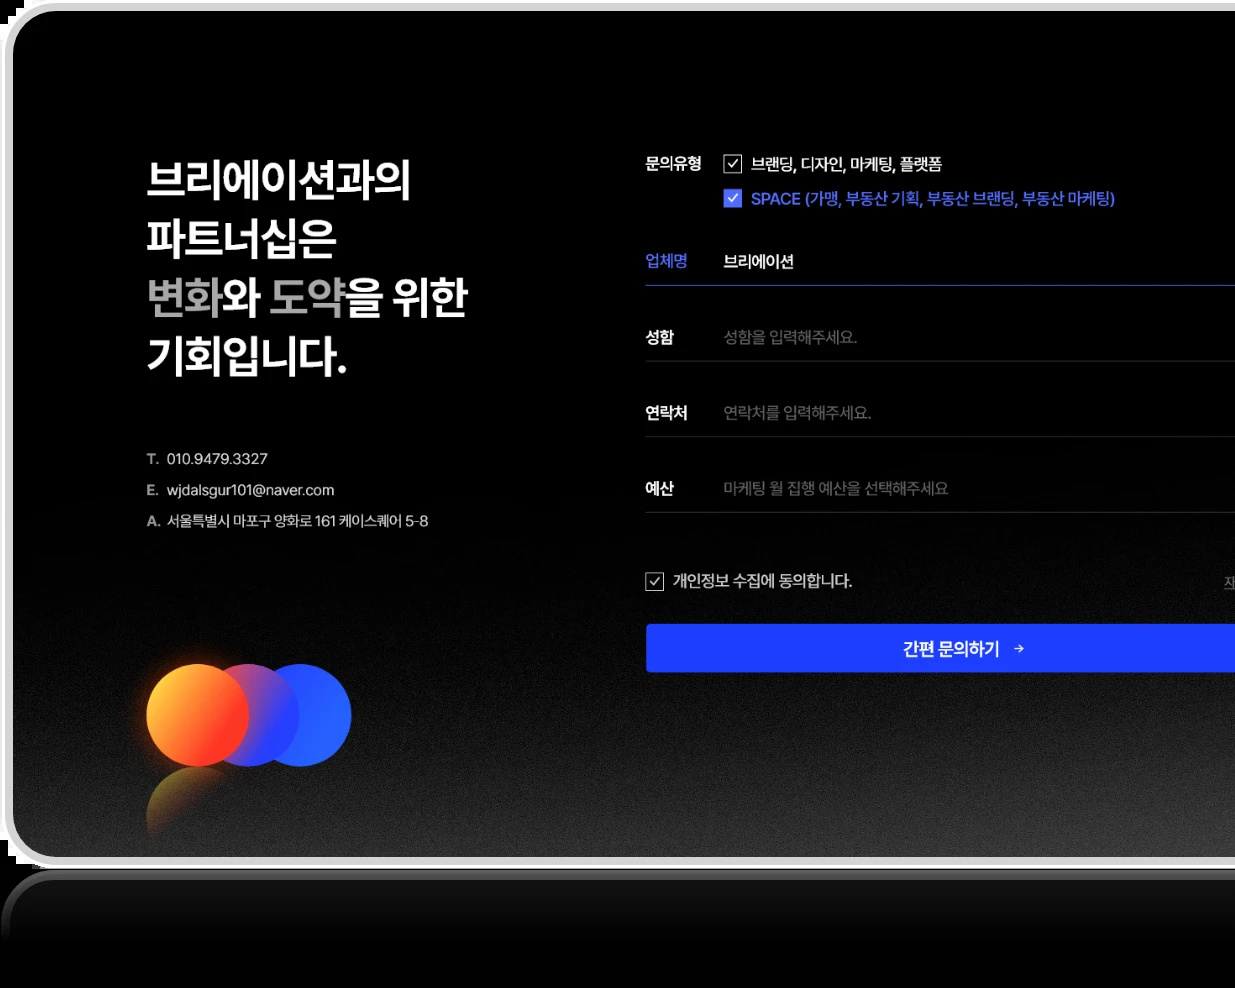 브리에이션과의
파트너십은
변화와 도약을 위한
기회입니다.
T. 010.9479.3327
E. wjdalsgur101@naver.com
A. 서울특별시 마포구 양화로 161 케이스퀘어 5-8
문의유형 브랜딩, 디자인, 마케팅, 플랫폼
SPACE (가맹, 부동산 기획, 부동산 브랜딩, 부동산 마케팅)
업체명 브리에이션
성함 성함을 입력해주세요.
연락처 연락처를 입력해주세요.
예산 마케팅 월 집행 예산을 선택해주세요
개인정보 수집에 동의합니다.
간편 문의하기 →